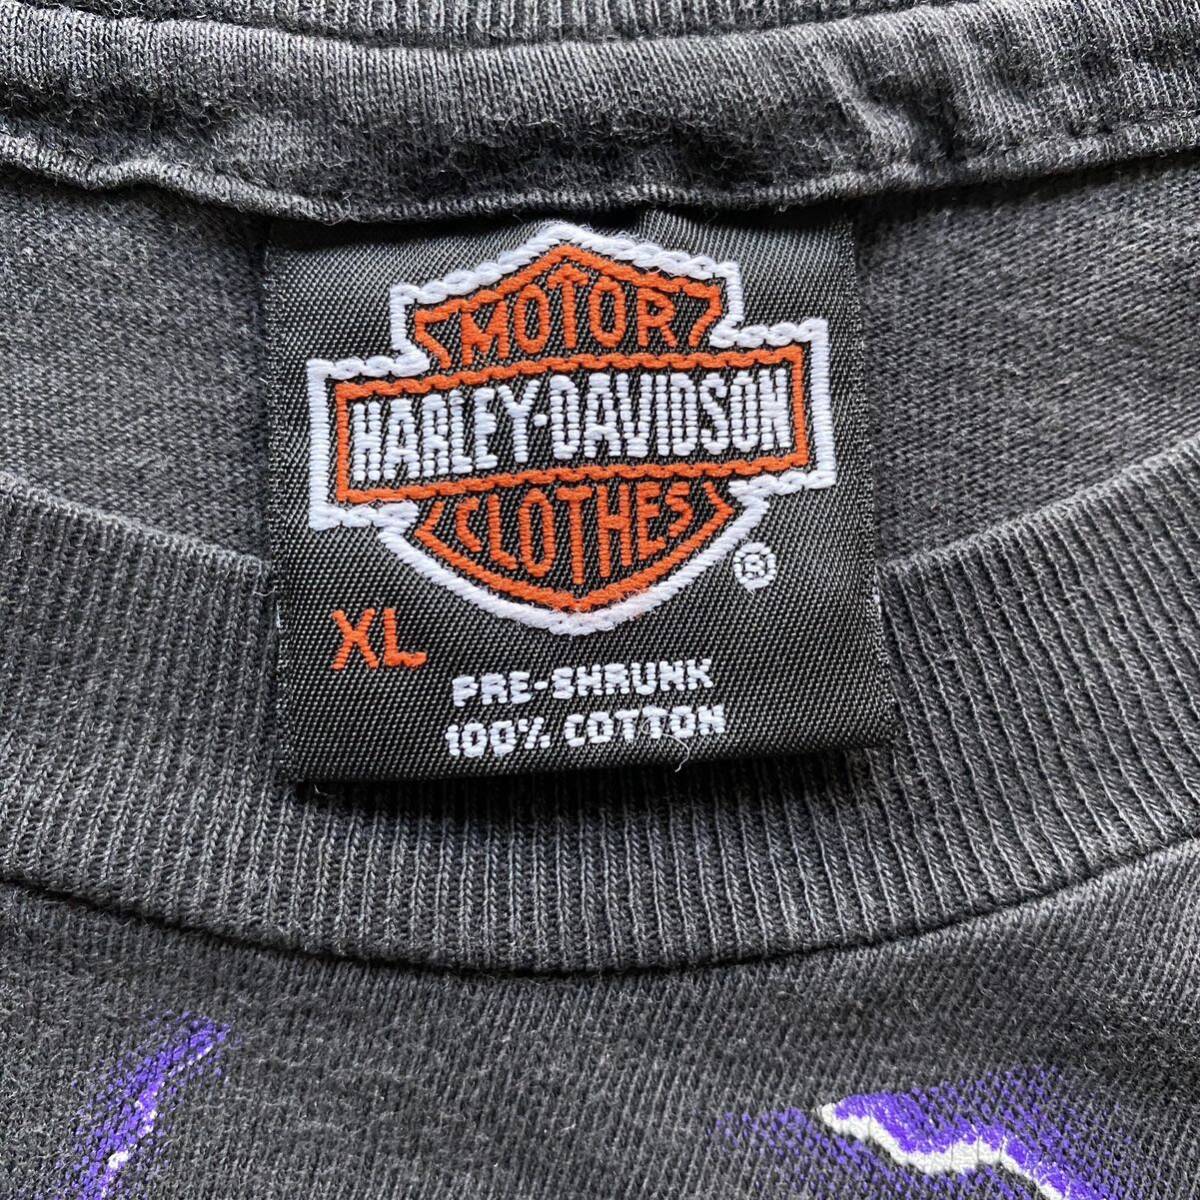 MOTOR
HARLEY-DAVIDSON
CLOTHES
®
XL
PRE-SHRUNK
100% COTTON